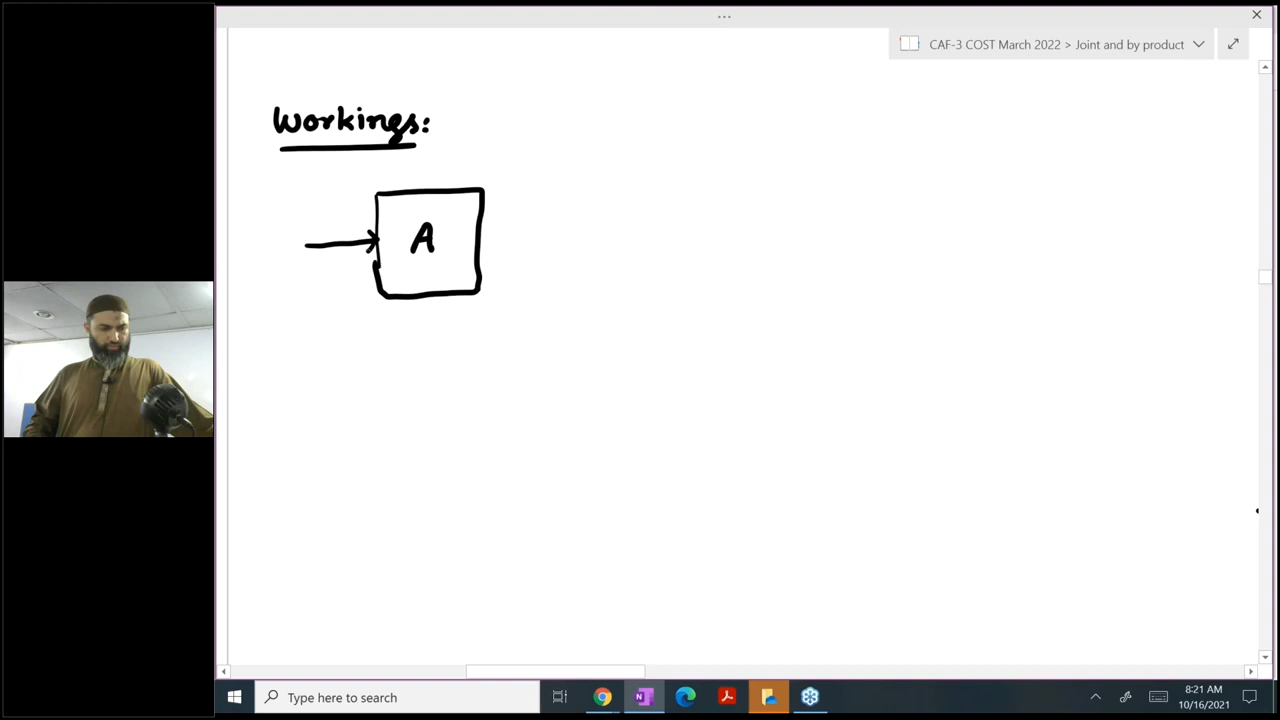 CAF-3 COST March 2022 > Joint and by product
Workings:
A
Type here to search
8:21 AM
10/16/2021